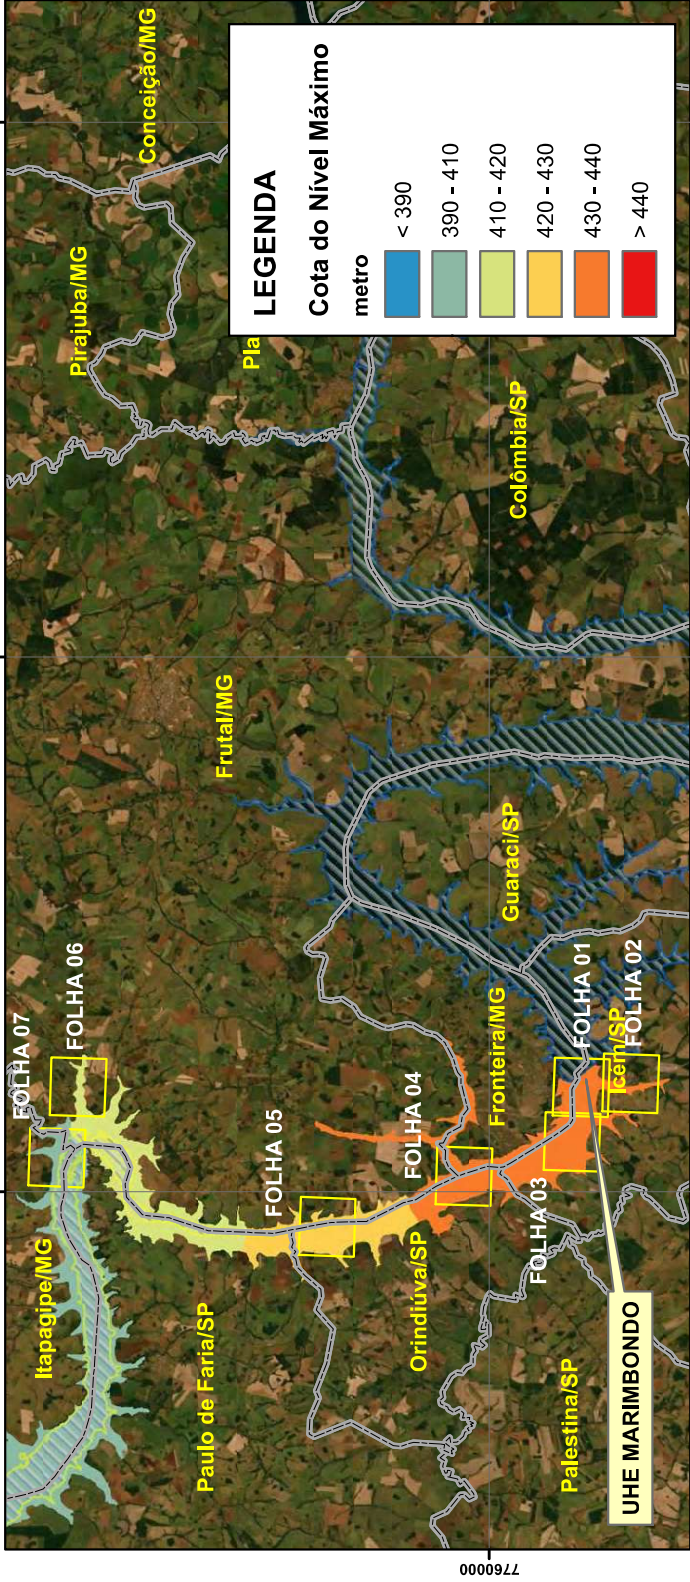 Conceição/MG
Pirajuba/MG
Pla
LEGENDA
Cota do Nível Máximo
metro
< 390
390 - 410
410 - 420
420 - 430
430 - 440
> 440
Colômbia/SP
Frutal/MG
Guaraci/SP
FOLHA 07
FOLHA 06
FOLHA 05
FOLHA 04
FOLHA 03
FOLHA 01
FOLHA 02
Fronteira/MG
Icem/SP
Itapagipe/MG
Paulo de Faria/SP
Orindiúva/SP
Palestina/SP
UHE MARIMBONDO
7760000